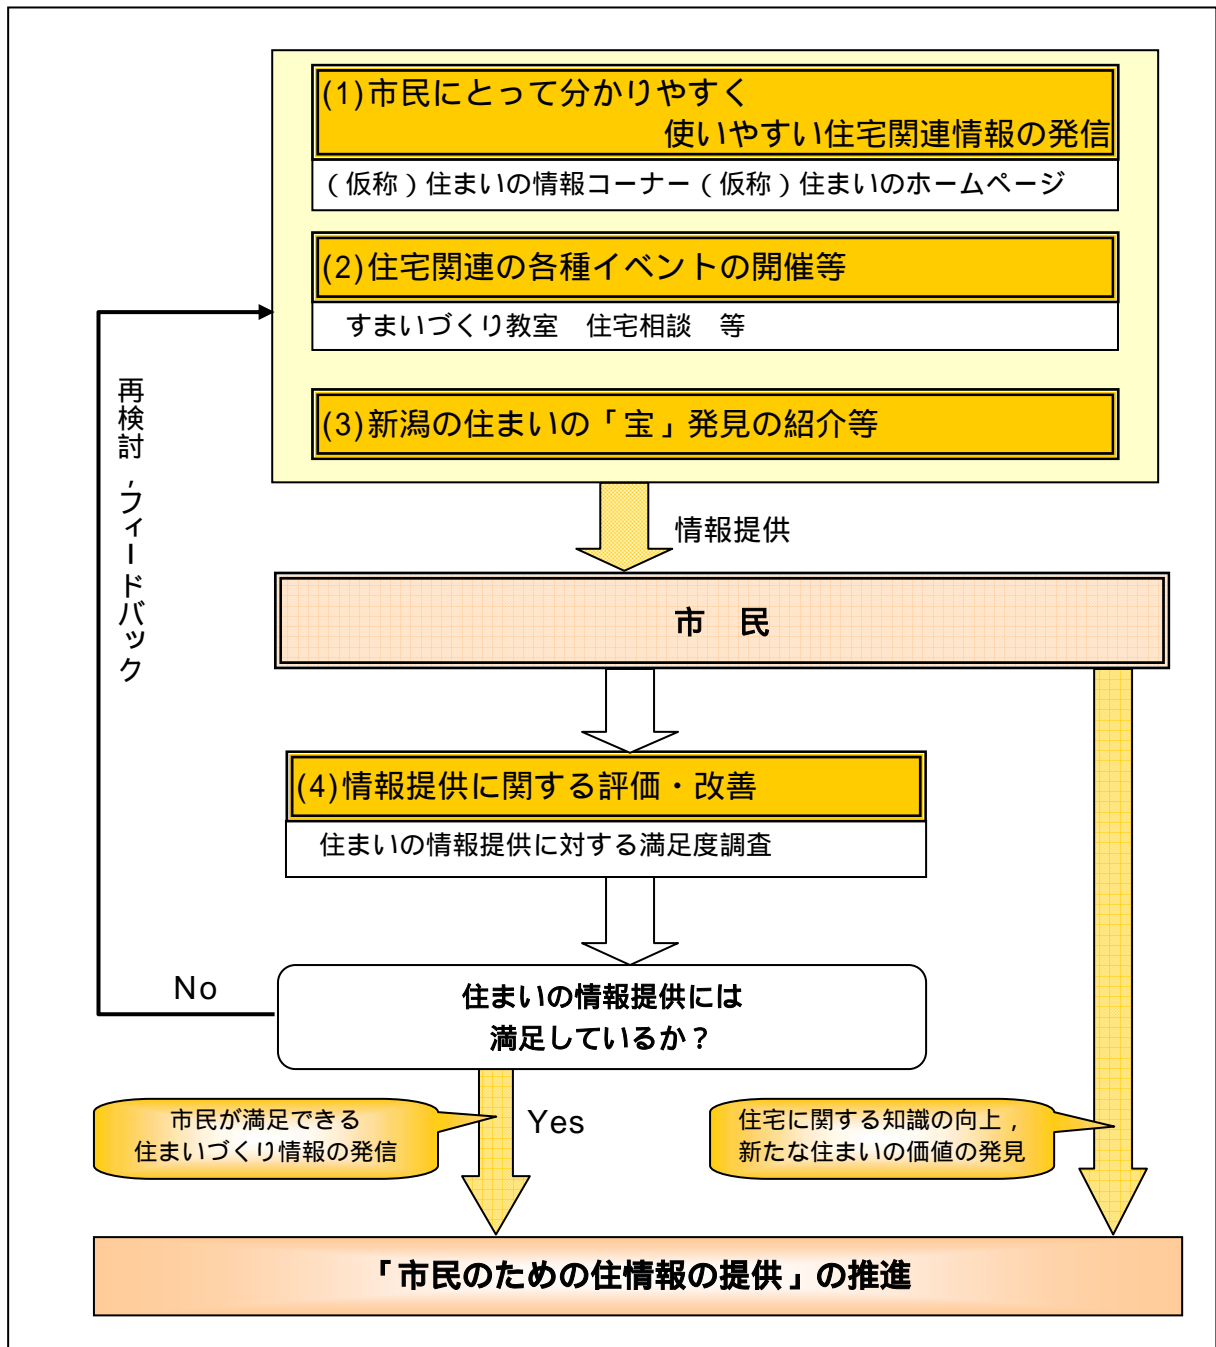 (1)市民にとって分かりやすく
使いやすい住宅関連情報の発信
（仮称）住まいの情報コーナー（仮称）住まいのホームページ
(2)住宅関連の各種イベントの開催等
すまいづくり教室　住宅相談　等
(3)新潟の住まいの「宝」発見の紹介等
再検討，フィードバック
情報提供
市　民
(4)情報提供に関する評価・改善
住まいの情報提供に対する満足度調査
No
住まいの情報提供には
満足しているか？
市民が満足できる
住まいづくり情報の発信
Yes
住宅に関する知識の向上，
新たな住まいの価値の発見
「市民のための住情報の提供」の推進